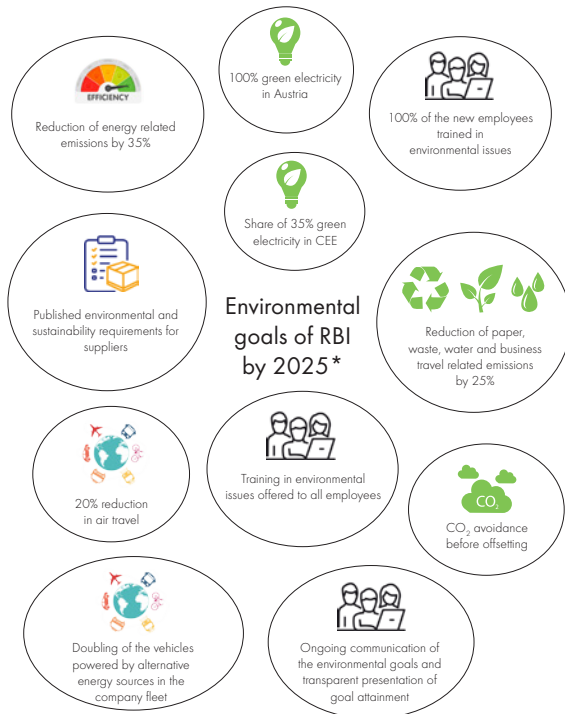 100% green electricity
in Austria
EFFICIENCY
Reduction of energy related
emissions by 35%
100% of the new employees
trained in
environmental issues
Share of 35% green
electricity in CEE
Published environmental and
sustainability requirements for
suppliers
Environmental
goals of RBI
by 2025*
Reduction of paper,
waste, water and business
travel related emissions
by 25%
20% reduction
in air travel
Training in environmental
issues offered to all employees
CO₂
CO₂ avoidance
before offsetting
Doubling of the vehicles
powered by alternative
energy sources in the
company fleet
Ongoing communication of
the environmental goals and
transparent presentation of
goal attainment